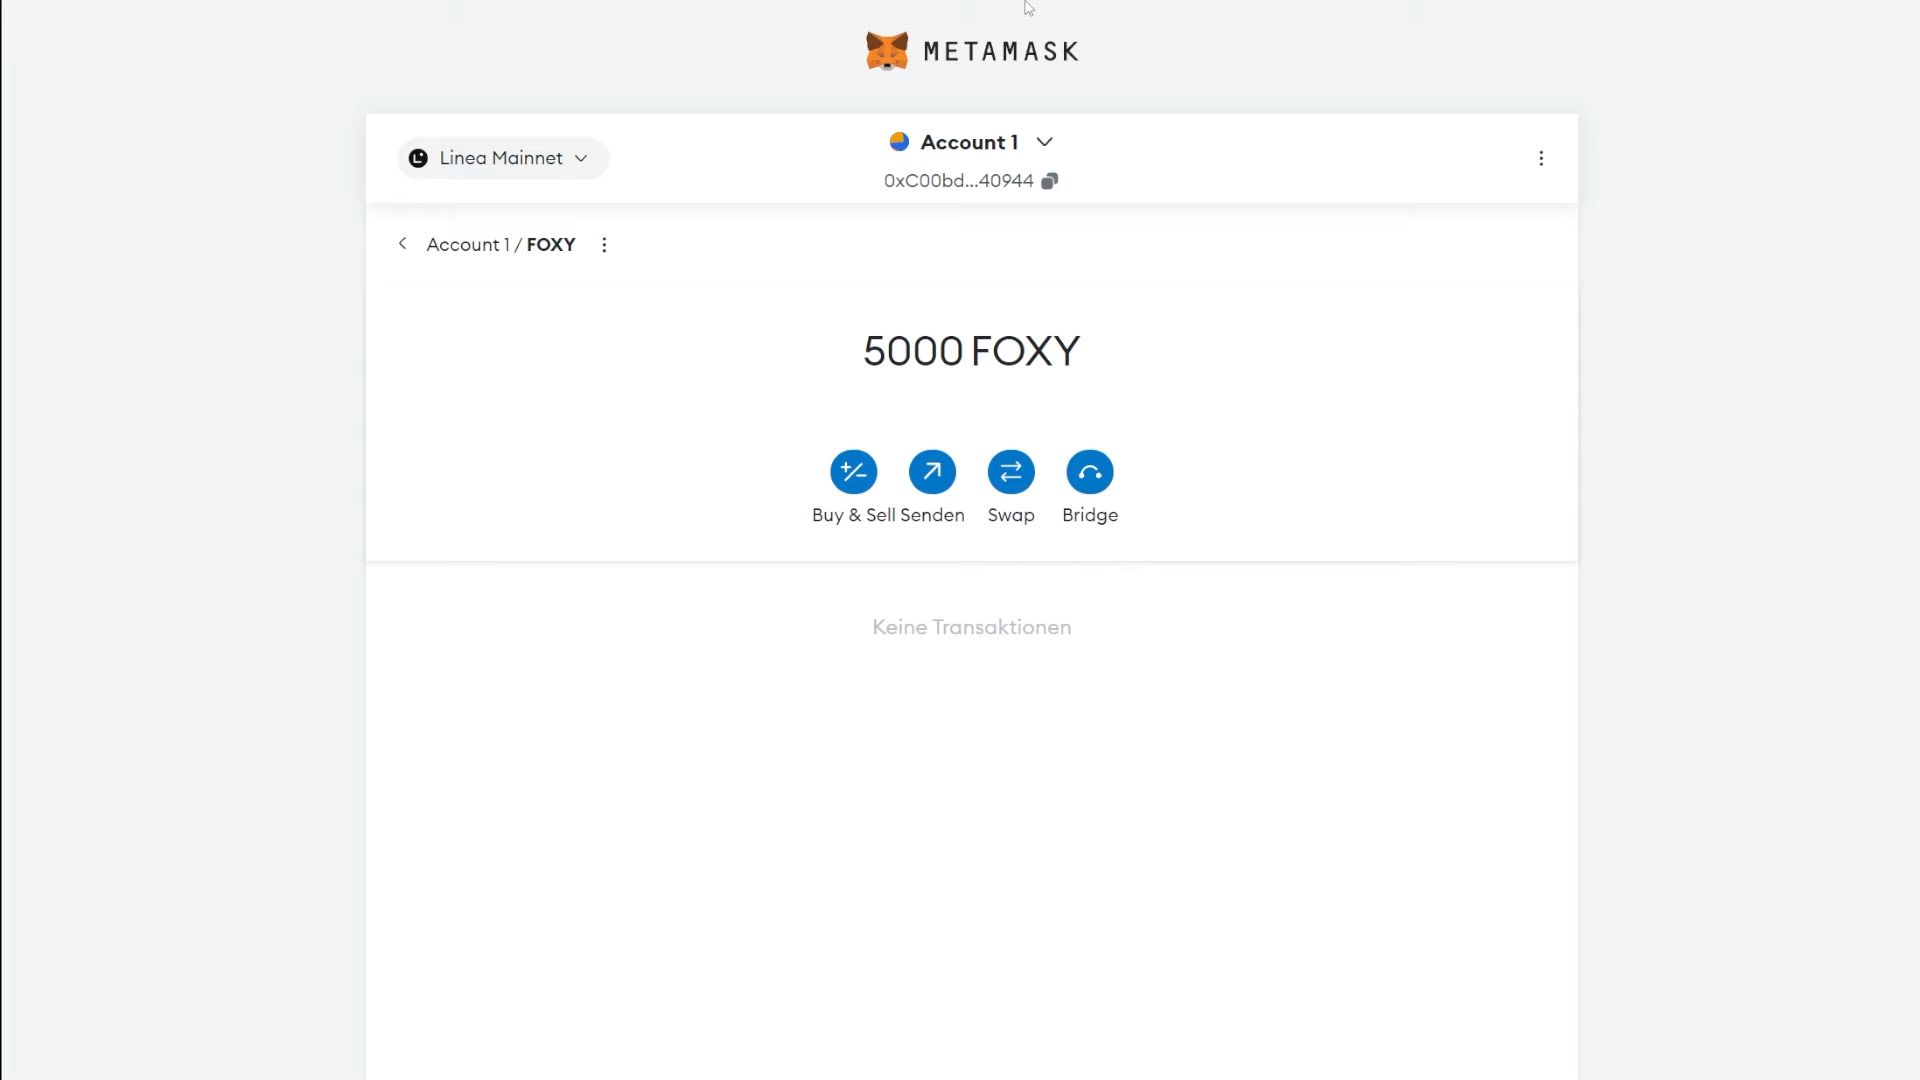 METAMASK
Linea Mainnet
Account 1
0xC00bd...40944
Account 1 / FOXY
5000 FOXY
Buy & Sell Senden Swap Bridge
Keine Transaktionen